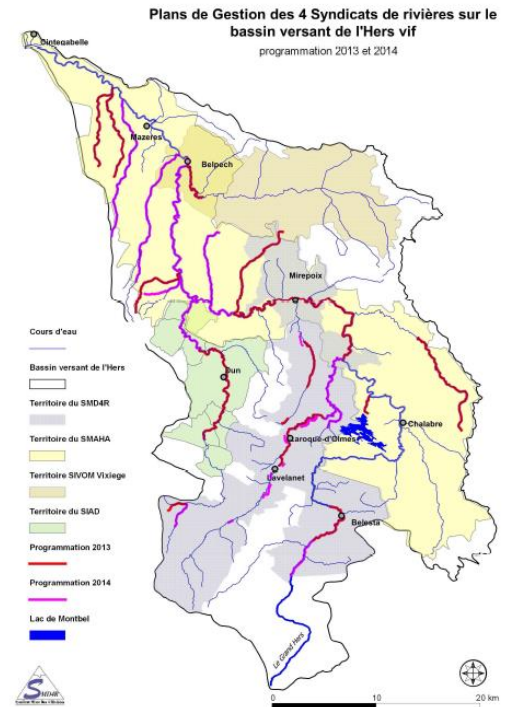 Plans de Gestion des 4 Syndicats de rivières sur le
bassin versant de l'Hers vif
programmation 2013 et 2014
Cintegabelle
Mazeres
Belpech
Mirepoix
Cours d'eau
Bassin versant de l'Hers
Dun
Territoire du SMD4R
Chalabre
Territoire du SMAHA
Laroque-d'Olmes
Lavelanet
Territoire SIVOM Vixiege
Territoire du SIAD
Belesta
Programmation 2013
Programmation 2014
Lac de Montbel
Le Grand Hers
SMD4R
0 10 20 km